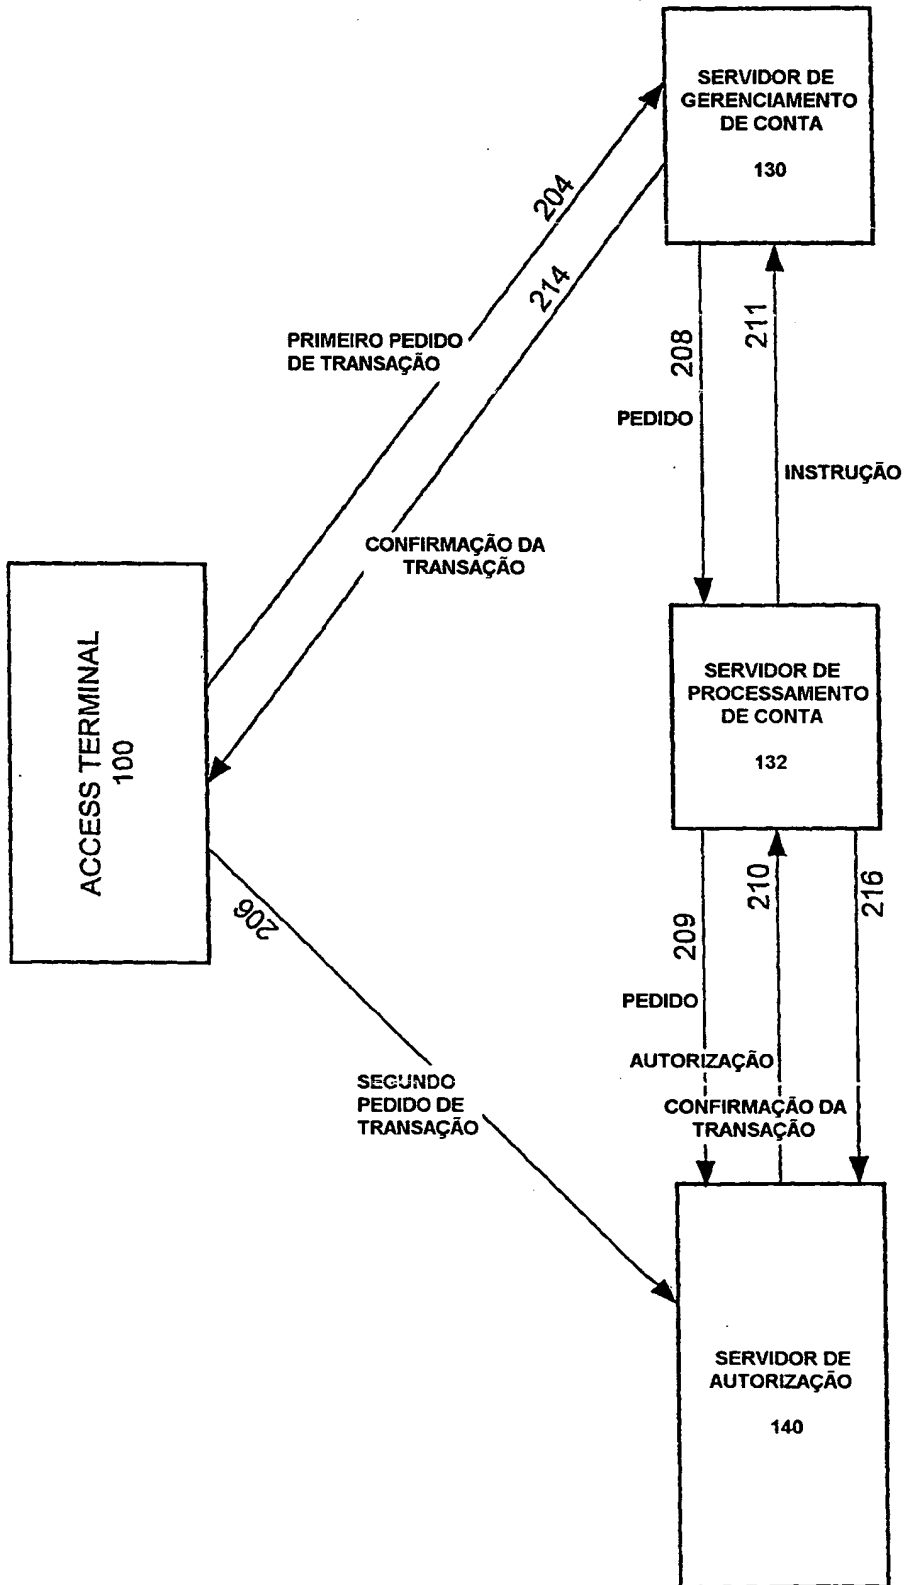 SERVIDOR DE
GERENCIAMENTO
DE CONTA
130
204
214
PRIMEIRO PEDIDO
DE TRANSAÇÃO
208
211
PEDIDO
INSTRUÇÃO
CONFIRMAÇÃO DA
TRANSAÇÃO
ACCESS TERMINAL
100
SERVIDOR DE
PROCESSAMENTO
DE CONTA
132
206
209
210
216
PEDIDO
AUTORIZAÇÃO
SEGUNDO
PEDIDO DE
TRANSAÇÃO
CONFIRMAÇÃO DA
TRANSAÇÃO
SERVIDOR DE
AUTORIZAÇÃO
140